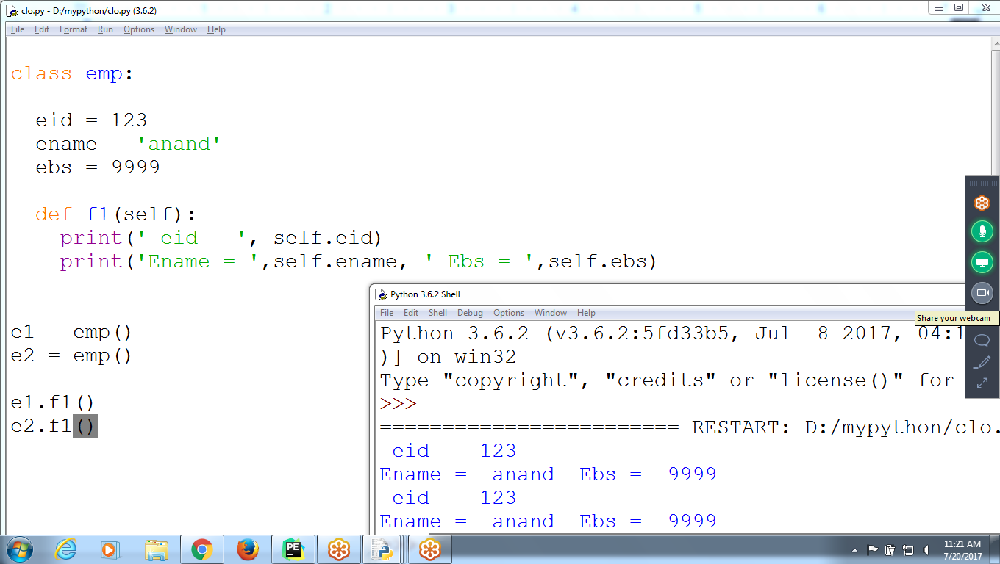 clo.py - D:/mypython/clo.py (3.6.2)
File Edit Format Run Options Window Help
class emp:
eid = 123
ename = 'anand'
ebs = 9999
def f1(self):
print(' eid = ', self.eid)
print('Ename = ',self.ename, ' Ebs = ',self.ebs)
e1 = emp()
e2 = emp()
e1.f1()
e2.f1()
Python 3.6.2 Shell
File Edit Shell Debug Options Window Help
Share your webcam
Python 3.6.2 (v3.6.2:5fd33b5, Jul  8 2017, 04:1
)] on win32
Type "copyright", "credits" or "license()" for
>>>
======================== RESTART: D:/mypython/clo.
 eid =  123
Ename =  anand  Ebs =  9999
 eid =  123
Ename =  anand  Ebs =  9999
PE
11:21 AM
7/20/2017